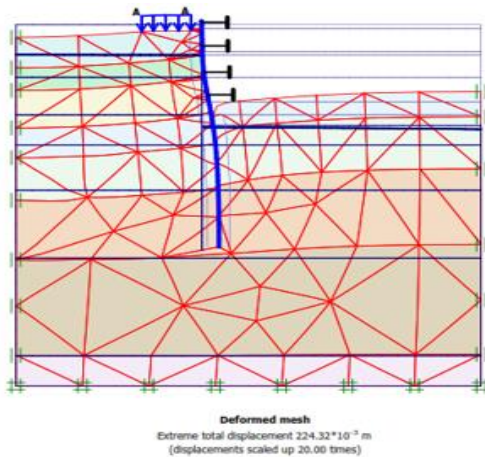 A A
Deformed mesh
Extreme total displacement 224.32*10⁻³ m
(displacements scaled up 20.00 times)